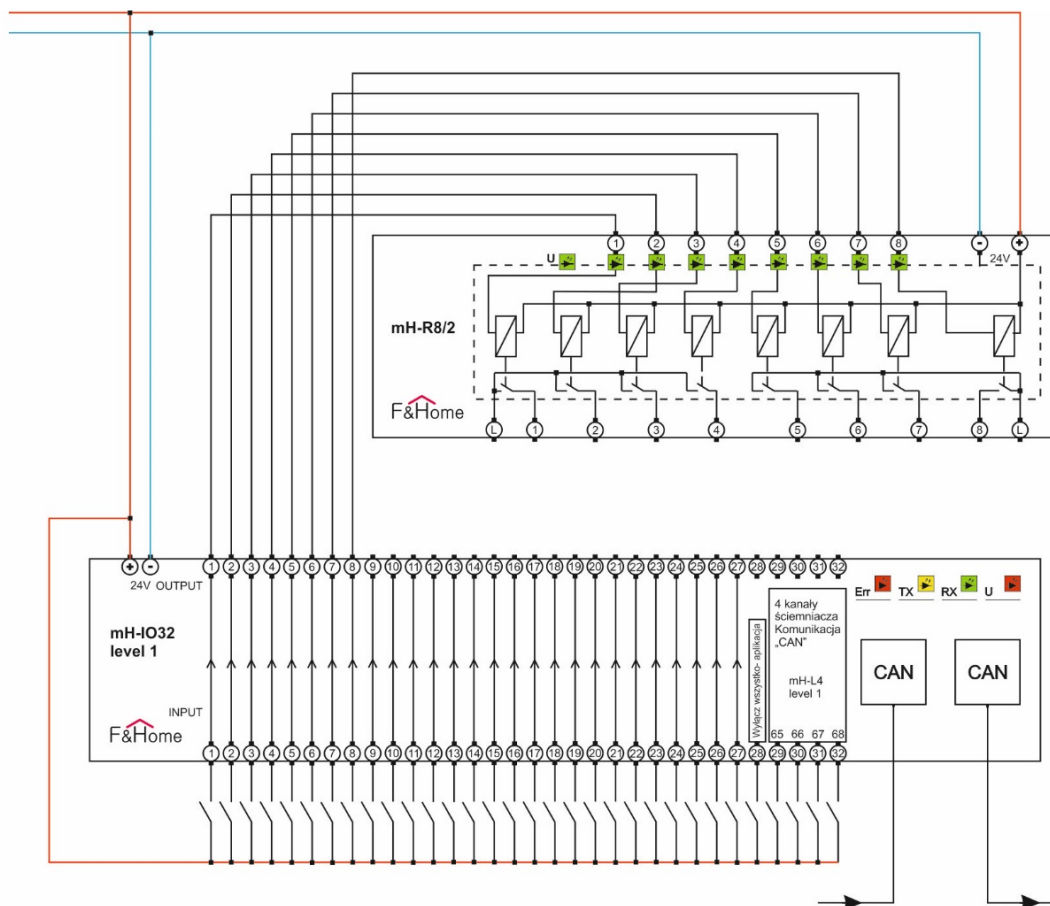 1 2 3 4 5 6 7 8 - +
U 24V
mH-R8/2
F&Home
L 1 2 3 4 5 6 7 8 L
+ - 1 2 3 4 5 6 7 8 9 10 11 12 13 14 15 16 17 18 19 20 21 22 23 24 25 26 27 28 29 30 31 32
24V OUTPUT
Err TX RX U
mH-IO32
level 1
4 kanały
ściemniacza
Komunikacja
„CAN”
mH-L4
level 1
Wyłącz wszystko- aplikacja
CAN CAN
INPUT
F&Home
65 66 67 68
1 2 3 4 5 6 7 8 9 10 11 12 13 14 15 16 17 18 19 20 21 22 23 24 25 26 27 28 29 30 31 32